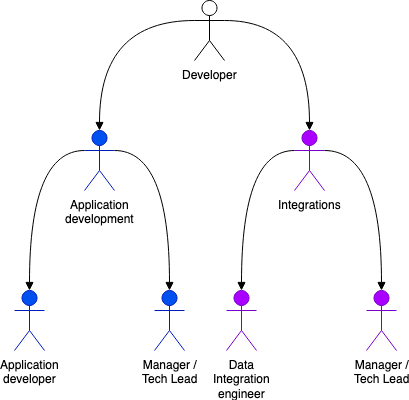 Developer
Application
development
Integrations
Application
developer
Manager /
Tech Lead
Data
Integration
engineer
Manager /
Tech Lead